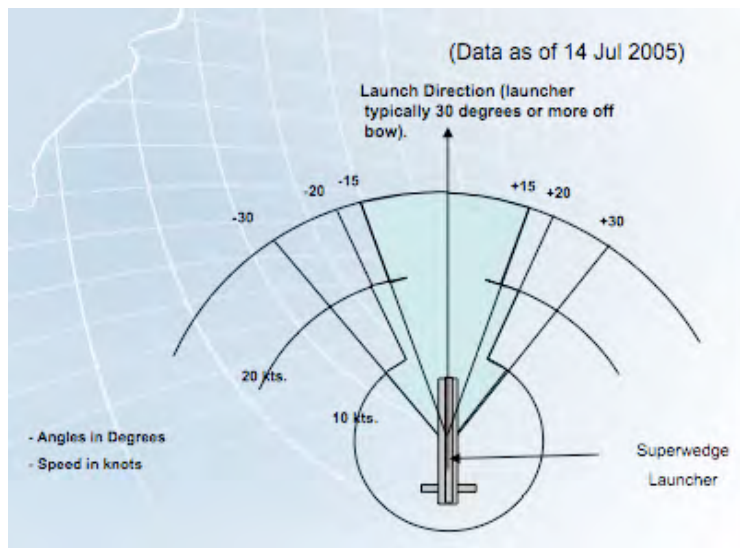 (Data as of 14 Jul 2005)
Launch Direction (launcher
typically 30 degrees or more off
bow).
-30
-20
-15
+15
+20
+30
20 kts.
10 kts.
- Angles in Degrees
- Speed in knots
Superwedge
Launcher